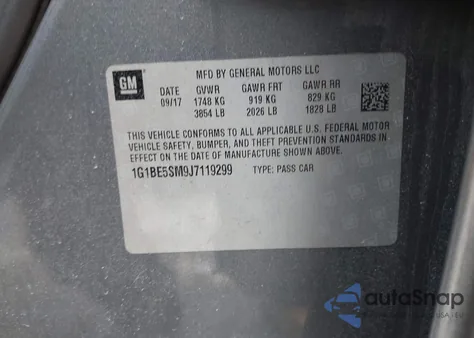 GM
MFD BY GENERAL MOTORS LLC
DATE GVWR GAWR FRT GAWR RR
09/17 1748 KG 919 KG 829 KG
3854 LB 2026 LB 1828 LB
THIS VEHICLE CONFORMS TO ALL APPLICABLE U.S. FEDERAL MOTOR
VEHICLE SAFETY, BUMPER, AND THEFT PREVENTION STANDARDS IN
EFFECT ON THE DATE OF MANUFACTURE SHOWN ABOVE.
1G1BE5SM9J7119299 TYPE: PASS CAR
autoSnap